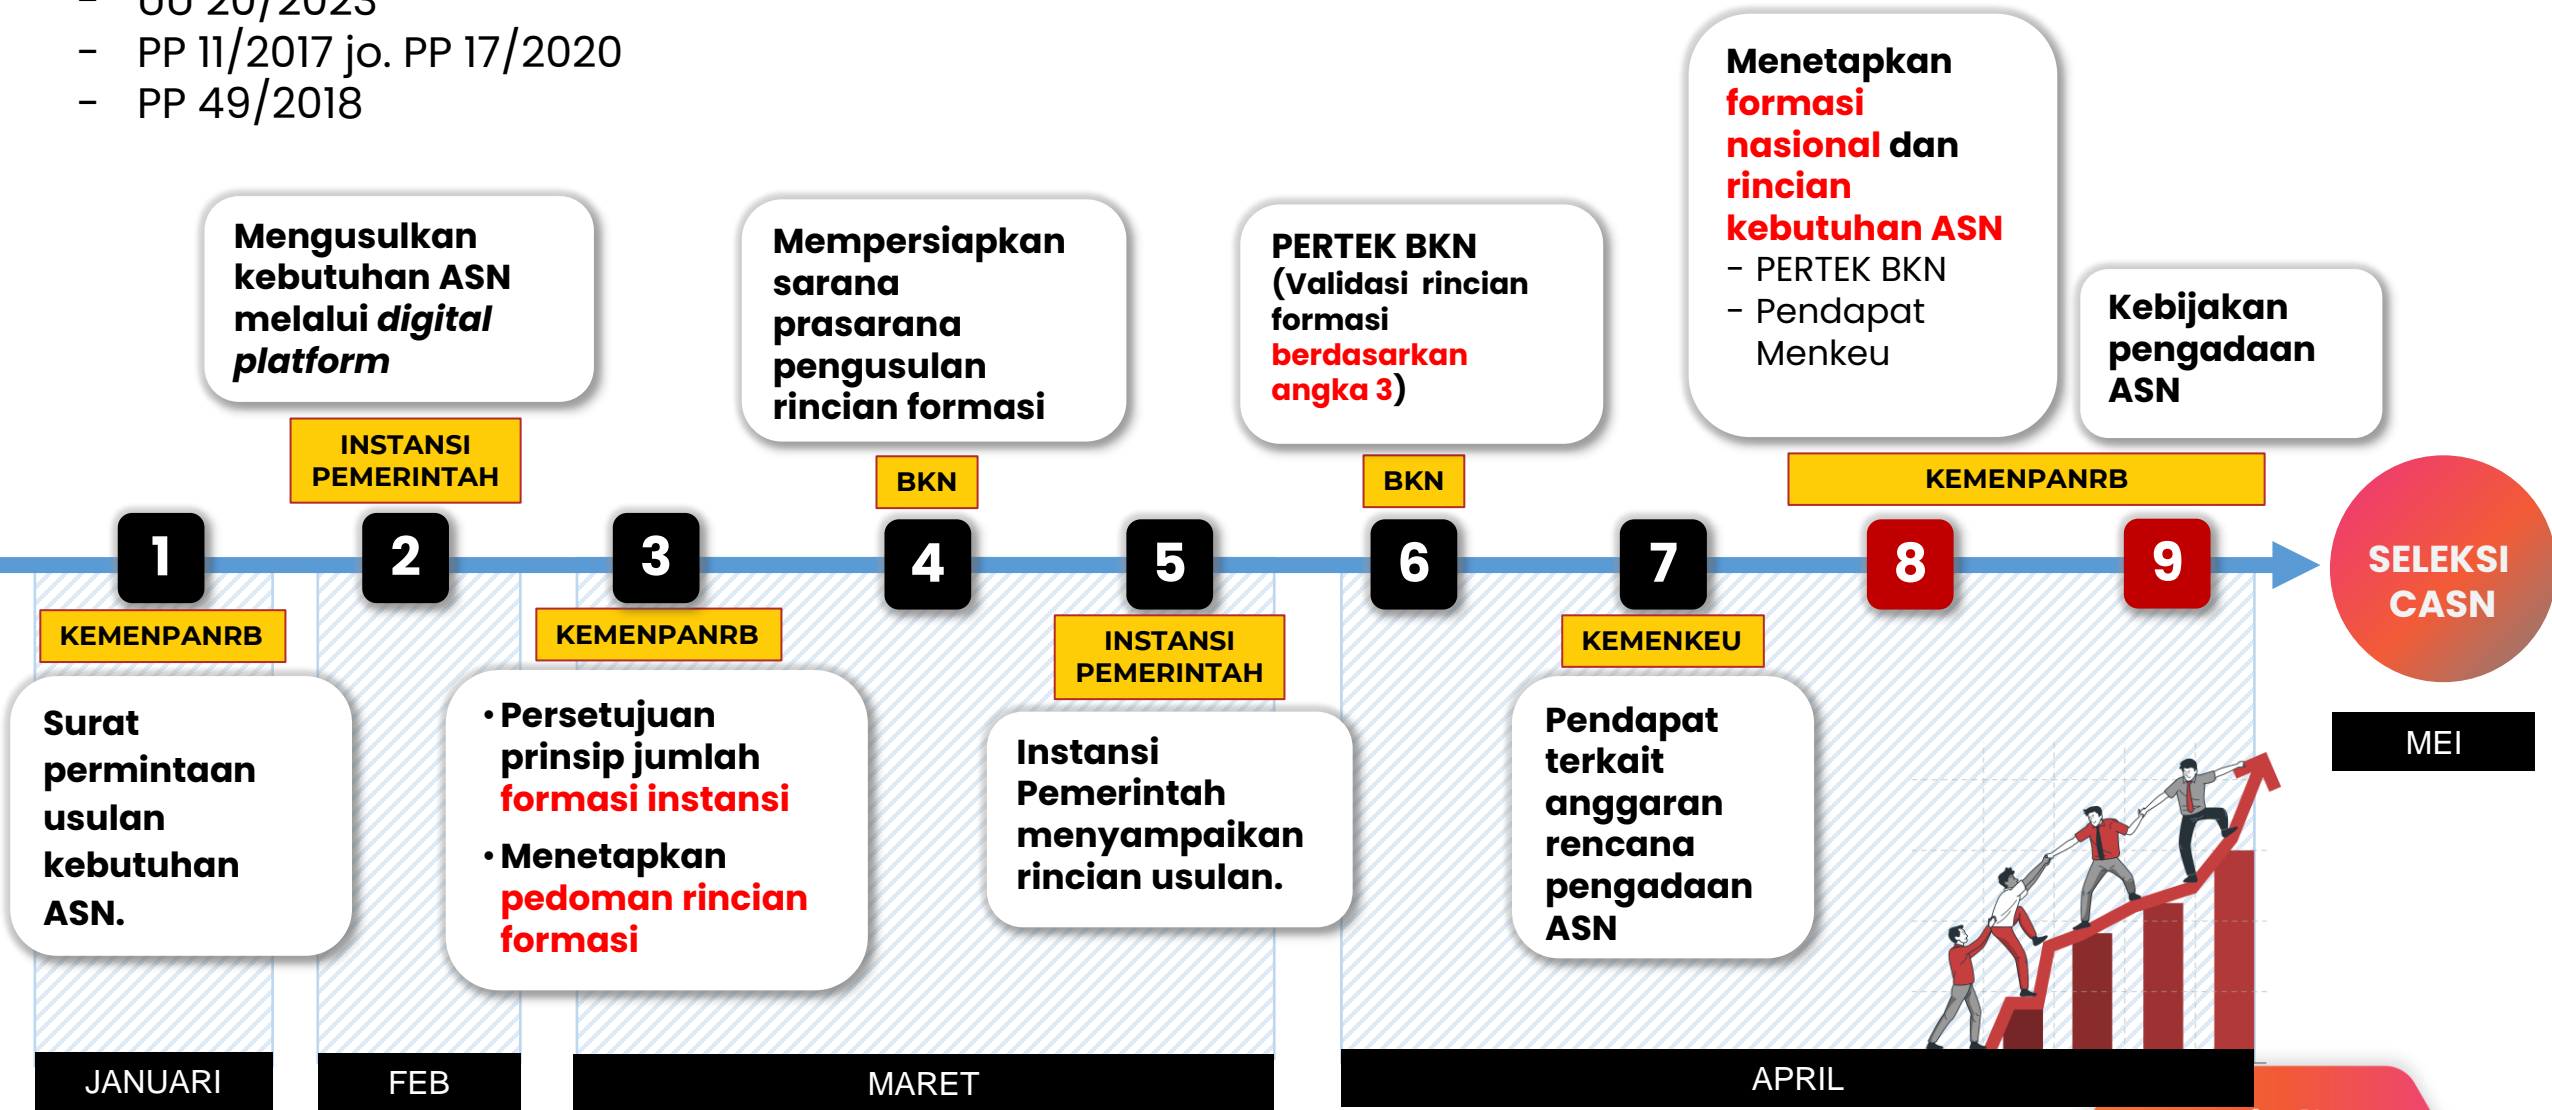 - UU 20/2023
- PP 11/2017 jo. PP 17/2020
- PP 49/2018
Mengusulkan
kebutuhan ASN
melalui digital
platform
INSTANSI
PEMERINTAH
Mempersiapkan
sarana
prasarana
pengusulan
rincian formasi
BKN
PERTEK BKN
(Validasi rincian
formasi
berdasarkan
angka 3)
BKN
Menetapkan
formasi
nasional dan
rincian
kebutuhan ASN
- PERTEK BKN
- Pendapat
Menkeu
Kebijakan
pengadaan
ASN
KEMENPANRB
1
2
3
4
5
6
7
8
9
SELEKSI
CASN
MEI
KEMENPANRB
Surat
permintaan
usulan
kebutuhan
ASN.
KEMENPANRB
• Persetujuan
prinsip jumlah
formasi instansi
• Menetapkan
pedoman rincian
formasi
INSTANSI
PEMERINTAH
Instansi
Pemerintah
menyampaikan
rincian usulan.
KEMENKEU
Pendapat
terkait
anggaran
rencana
pengadaan
ASN
JANUARI
FEB
MARET
APRIL